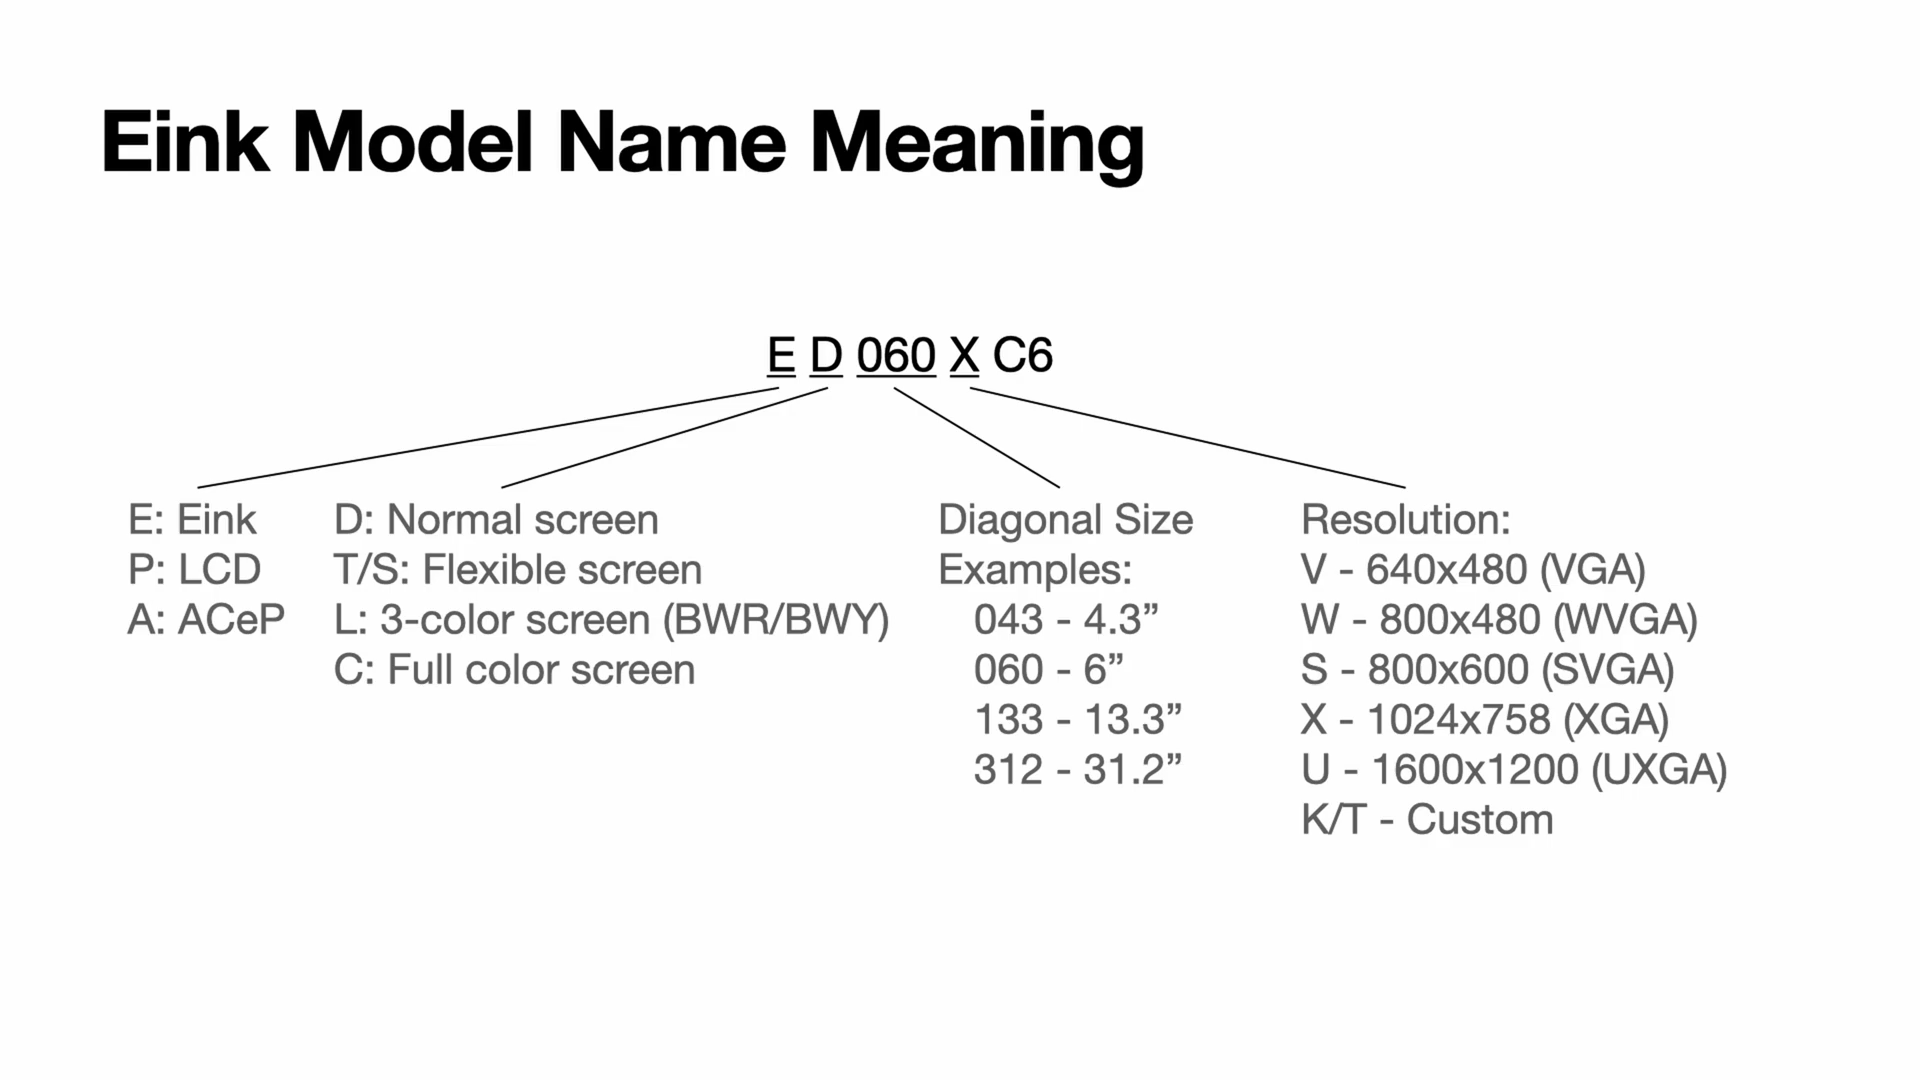 Eink Model Name Meaning
E D 060 X C6
E: Eink
P: LCD
A: ACeP
D: Normal screen
T/S: Flexible screen
L: 3-color screen (BWR/BWY)
C: Full color screen
Diagonal Size
Examples:
043 - 4.3”
060 - 6”
133 - 13.3”
312 - 31.2”
Resolution:
V - 640x480 (VGA)
W - 800x480 (WVGA)
S - 800x600 (SVGA)
X - 1024x758 (XGA)
U - 1600x1200 (UXGA)
K/T - Custom